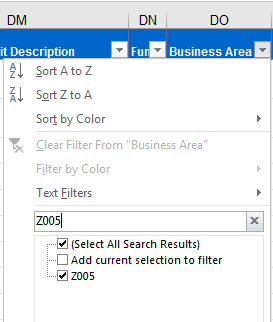 DM DN DO
it Description Fun Business Area
Sort A to Z
Sort Z to A
Sort by Color
Clear Filter From "Business Area"
Filter by Color
Text Filters
Z005
(Select All Search Results)
Add current selection to filter
Z005